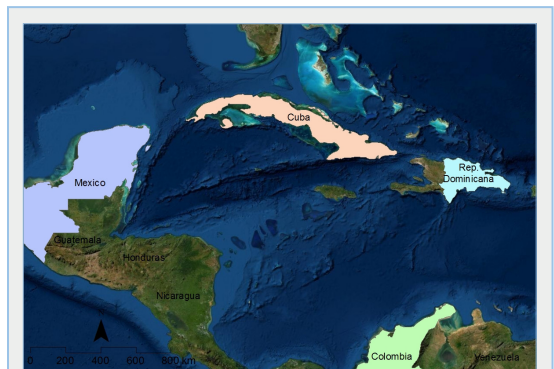 Cuba
Rep.
Dominicana
Mexico
Guatemala
Honduras
Nicaragua
Colombia
Venezuela
0 200 400 600 800 km